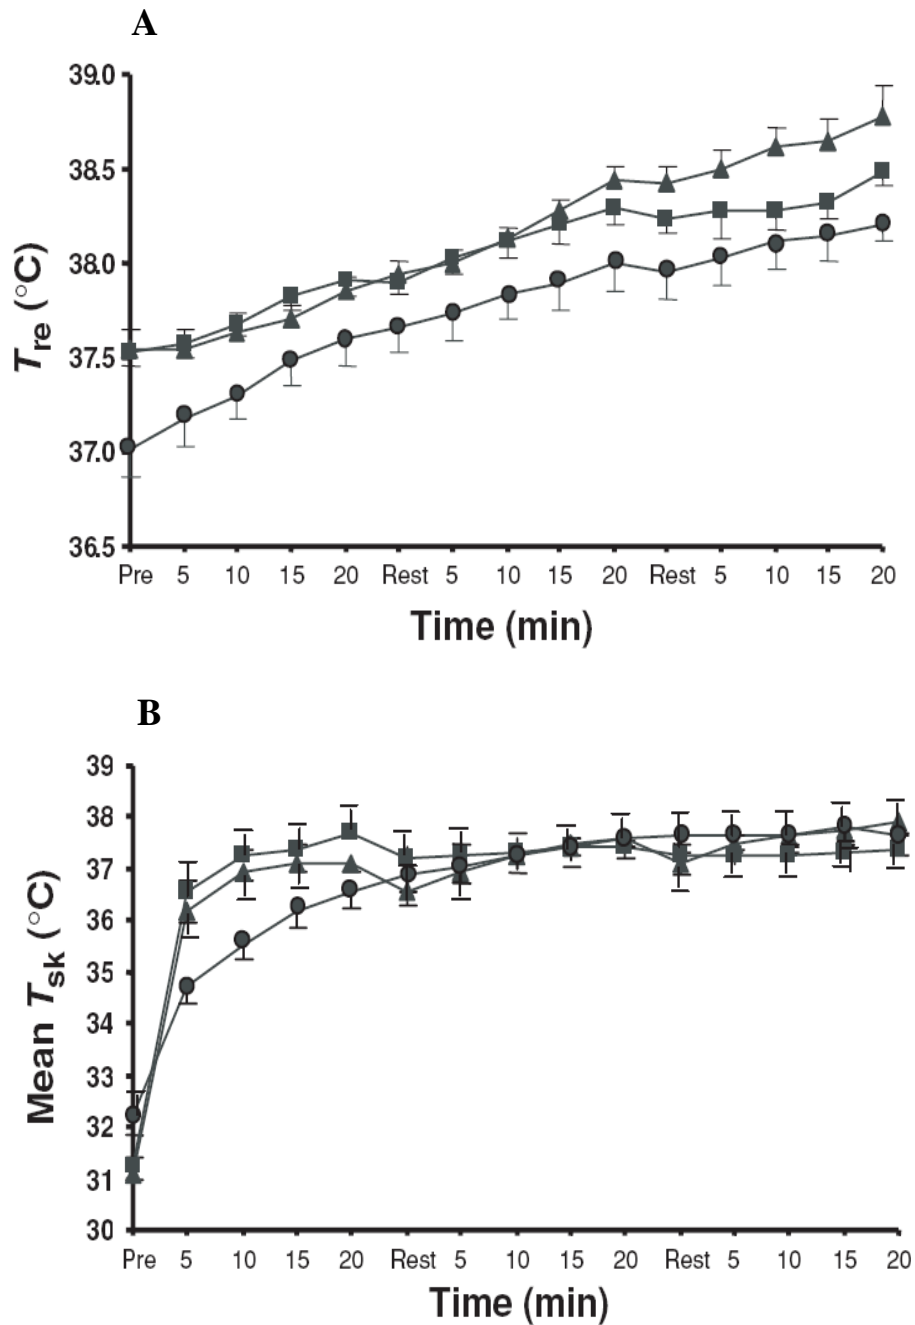 A
39.0
38.5
38.0
37.5
37.0
36.5
Tre (°C)
Pre 5 10 15 20 Rest 5 10 15 20 Rest 5 10 15 20
Time (min)
B
39
38
37
36
35
34
33
32
31
30
Mean Tsk (°C)
Pre 5 10 15 20 Rest 5 10 15 20 Rest 5 10 15 20
Time (min)